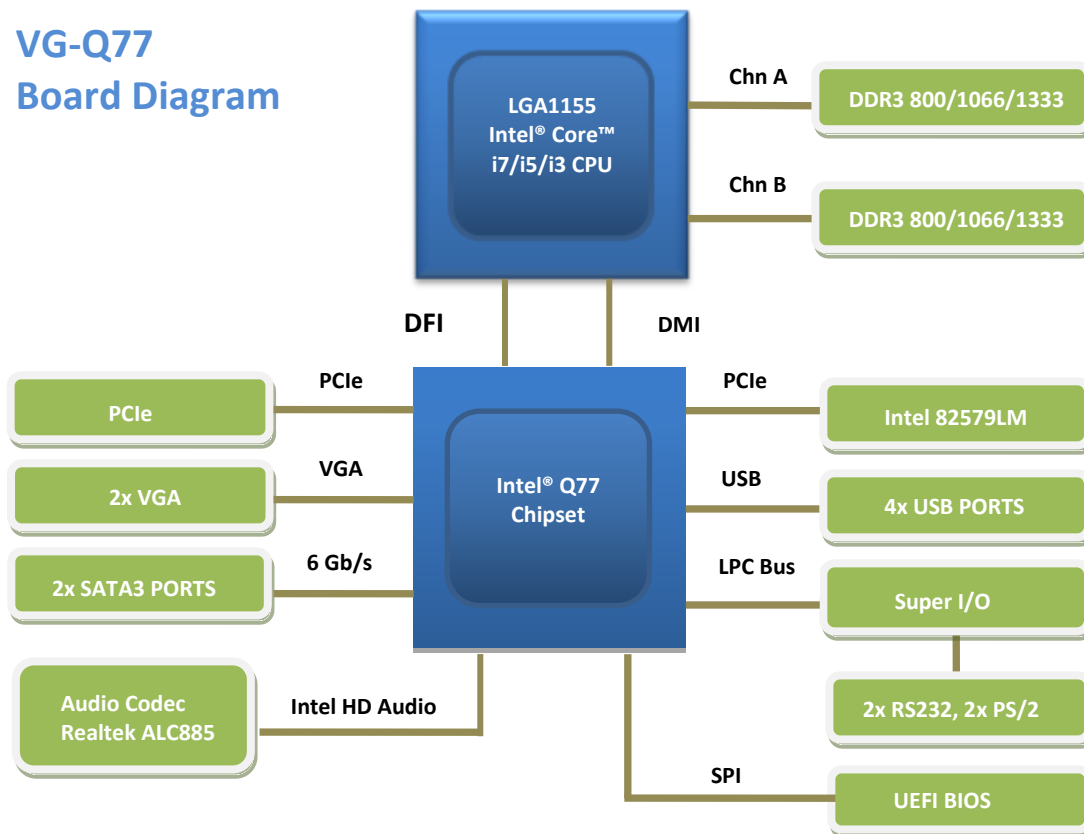 VG-Q77
Board Diagram
LGA1155
Intel® Core™
i7/i5/i3 CPU
Chn A
DDR3 800/1066/1333
Chn B
DDR3 800/1066/1333
DFI
DMI
PCIe
PCIe
PCIe
Intel 82579LM
VGA
2x VGA
Intel® Q77
Chipset
USB
4x USB PORTS
6 Gb/s
2x SATA3 PORTS
LPC Bus
Super I/O
Audio Codec
Realtek ALC885
Intel HD Audio
2x RS232, 2x PS/2
SPI
UEFI BIOS